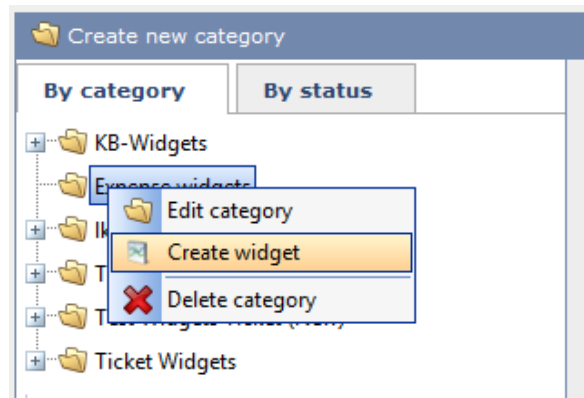 Create new category
By category By status
KB-Widgets
Expense widgets
Edit category
Create widget
Delete category
Ticket Widgets